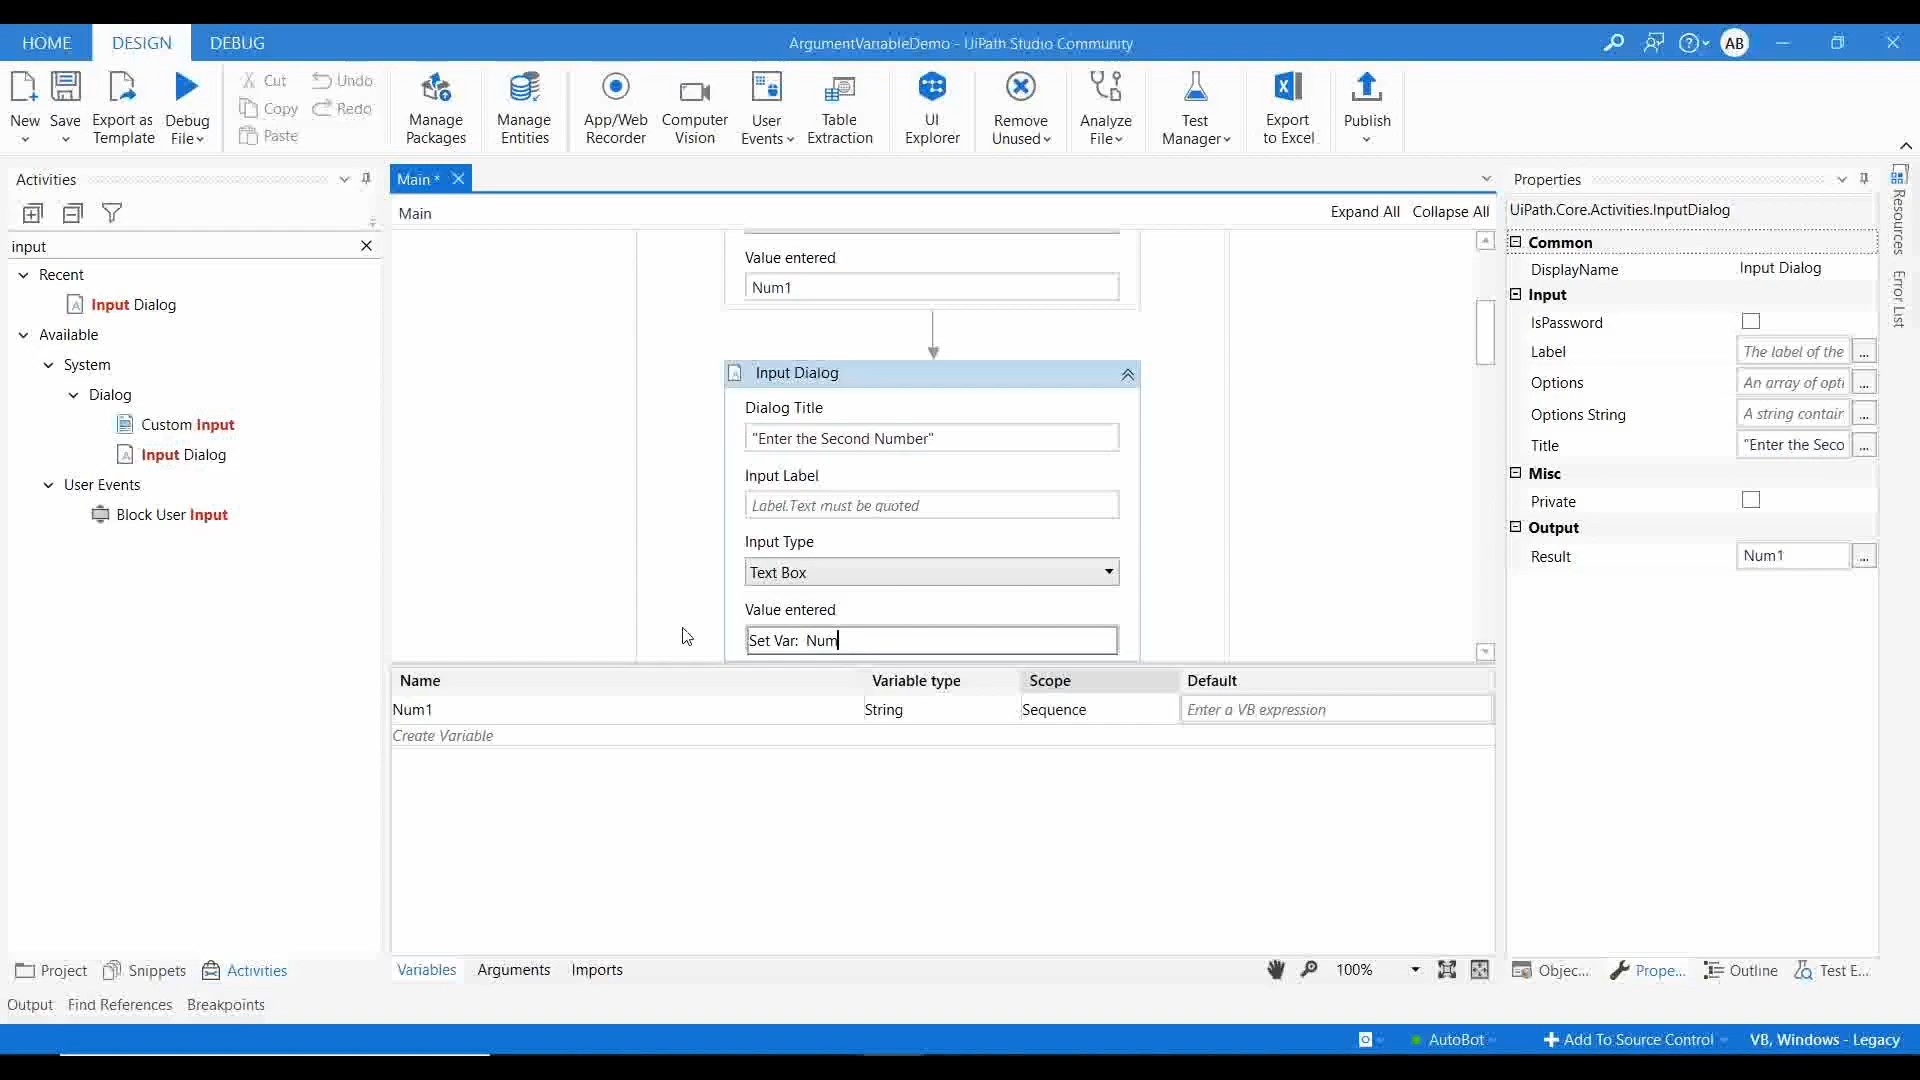 HOME DESIGN DEBUG ArgumentVariableDemo - UiPath Studio Community AB
New Save Export as Template Debug File Cut Copy Paste Undo Redo Manage Packages Manage Entities App/Web Recorder Computer Vision User Events Table Extraction UI Explorer Remove Unused Analyze File Test Manager Export to Excel Publish
Activities
input
Recent
Input Dialog
Available
System
Dialog
Custom Input
Input Dialog
User Events
Block User Input
Main *
Main Expand All Collapse All
Value entered
Num1
Input Dialog
Dialog Title
"Enter the Second Number"
Input Label
Label.Text must be quoted
Input Type
Text Box
Value entered
Set Var: Num
Name Variable type Scope Default
Num1 String Sequence Enter a VB expression
Create Variable
Properties
UiPath.Core.Activities.InputDialog
Common
DisplayName Input Dialog
Input
IsPassword
Label The label of the ...
Options An array of opti ...
Options String A string contain ...
Title "Enter the Seco ...
Misc
Private
Output
Result Num1 ...
Resources
Error List
Project Snippets Activities
Variables Arguments Imports 100%
Objec... Prope... Outline Test E...
Output Find References Breakpoints
AutoBot Add To Source Control VB, Windows - Legacy